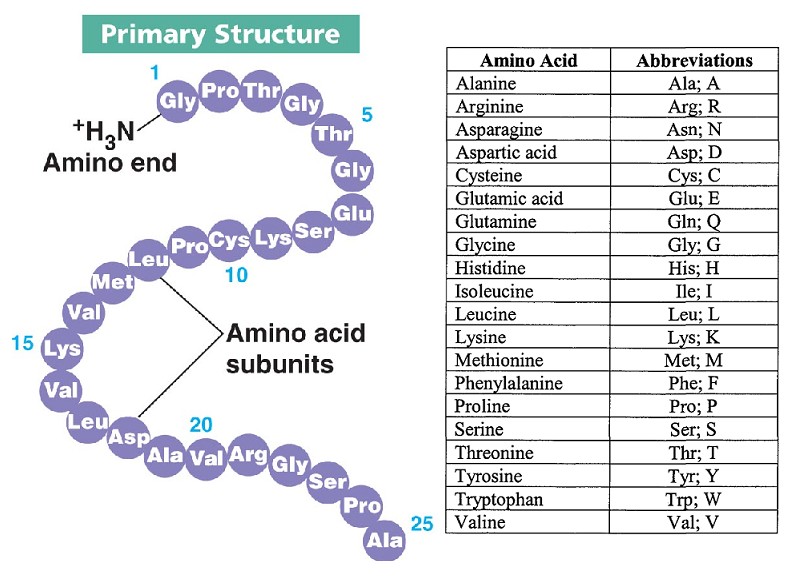 Primary Structure
1
Gly Pro Thr Gly
5
Thr
+H3N
Amino end
Gly
Glu
Ser
Lys
Cys
Pro
10
Leu
Met
Val
15 Lys
Amino acid
subunits
Val
Leu
Asp
20
Ala Val Arg Gly Ser
Pro
25
Ala
Amino Acid Abbreviations
Alanine Ala; A
Arginine Arg; R
Asparagine Asn; N
Aspartic acid Asp; D
Cysteine Cys; C
Glutamic acid Glu; E
Glutamine Gln; Q
Glycine Gly; G
Histidine His; H
Isoleucine Ile; I
Leucine Leu; L
Lysine Lys; K
Methionine Met; M
Phenylalanine Phe; F
Proline Pro; P
Serine Ser; S
Threonine Thr; T
Tyrosine Tyr; Y
Tryptophan Trp; W
Valine Val; V